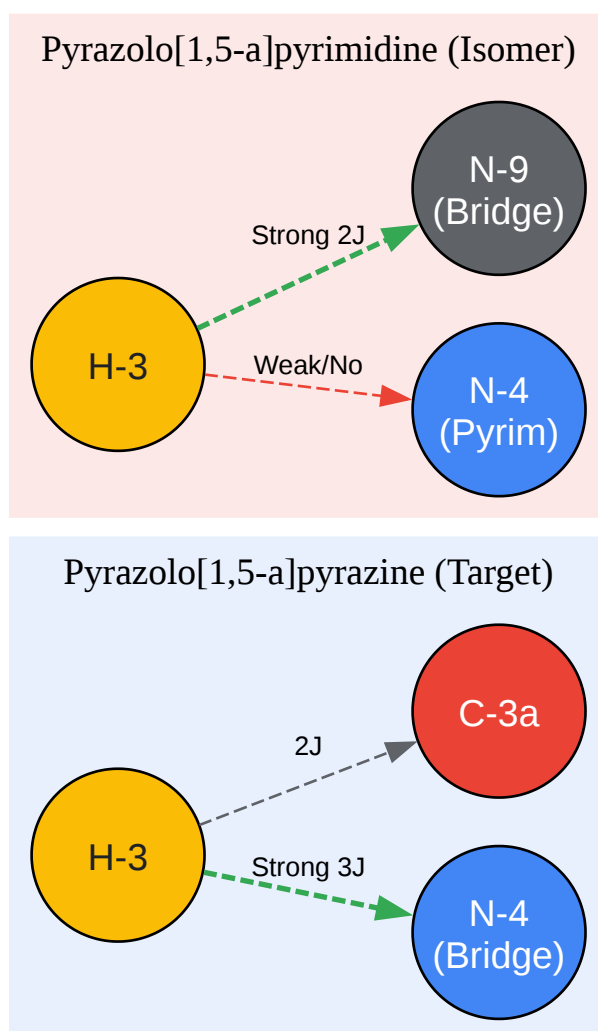 Pyrazolo[1,5-a]pyrimidine (Isomer)
N-9
(Bridge)
Strong 2J
H-3
Weak/No
N-4
(Pyrim)
Pyrazolo[1,5-a]pyrazine (Target)
C-3a
2J
H-3
Strong 3J
N-4
(Bridge)